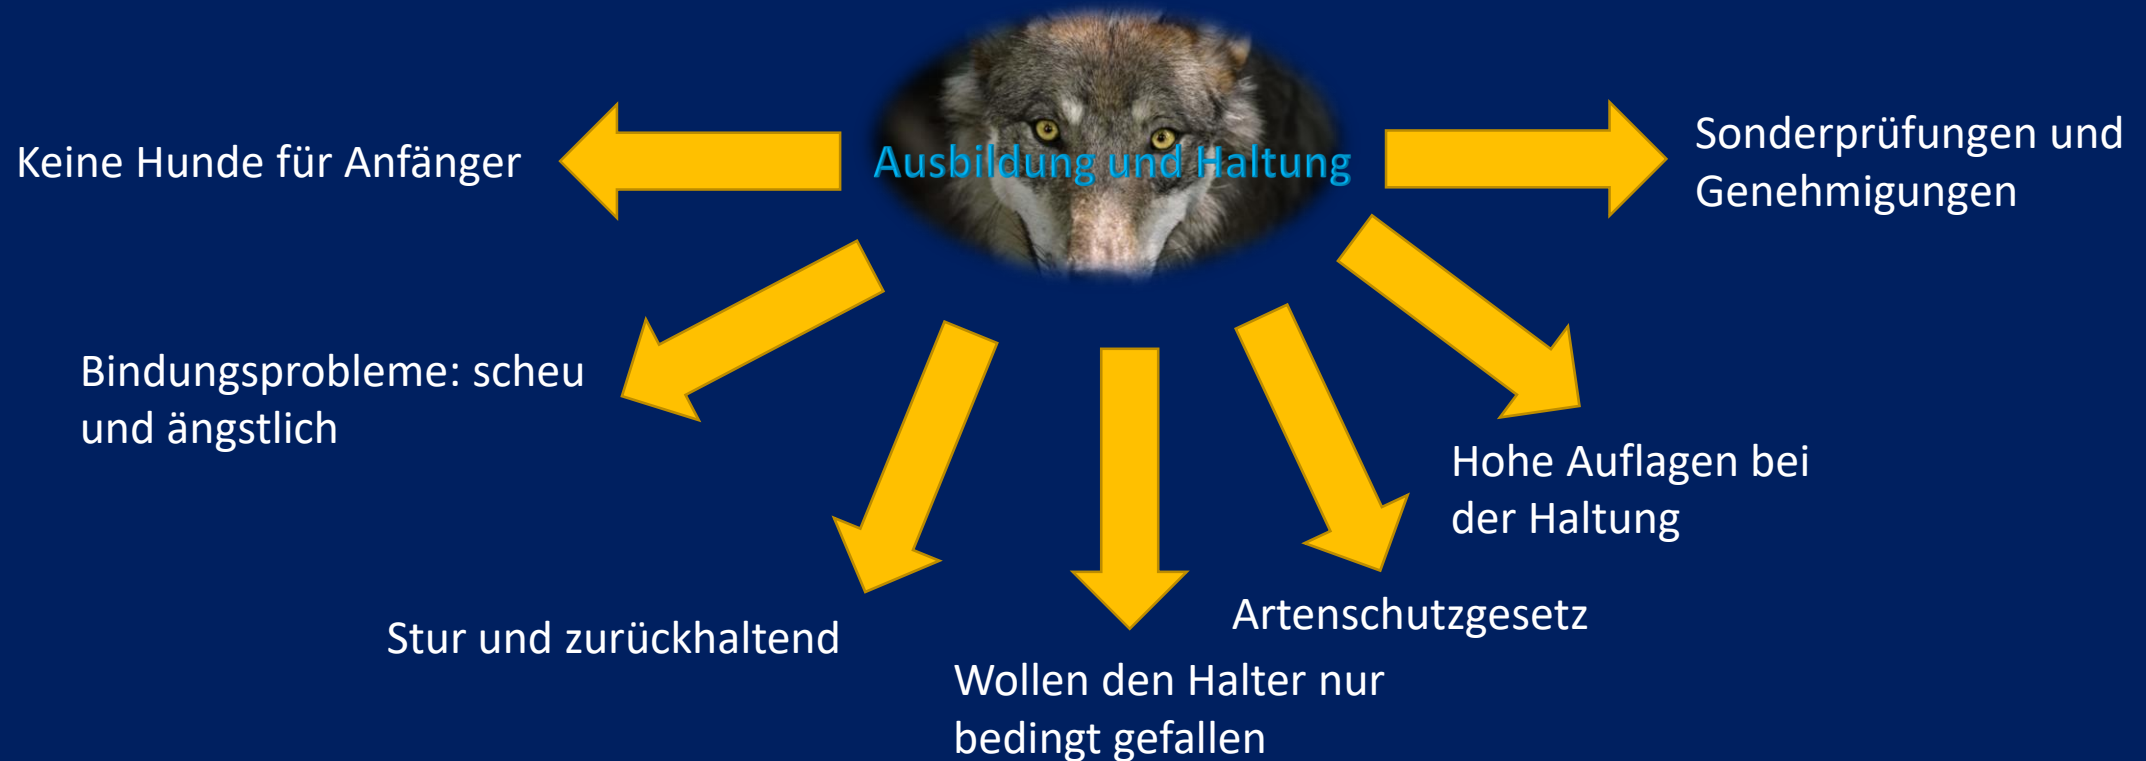 Ausbildung und Haltung
Keine Hunde für Anfänger
Bindungsprobleme: scheu
und ängstlich
Stur und zurückhaltend
Wollen den Halter nur
bedingt gefallen
Artenschutzgesetz
Hohe Auflagen bei
der Haltung
Sonderprüfungen und
Genehmigungen